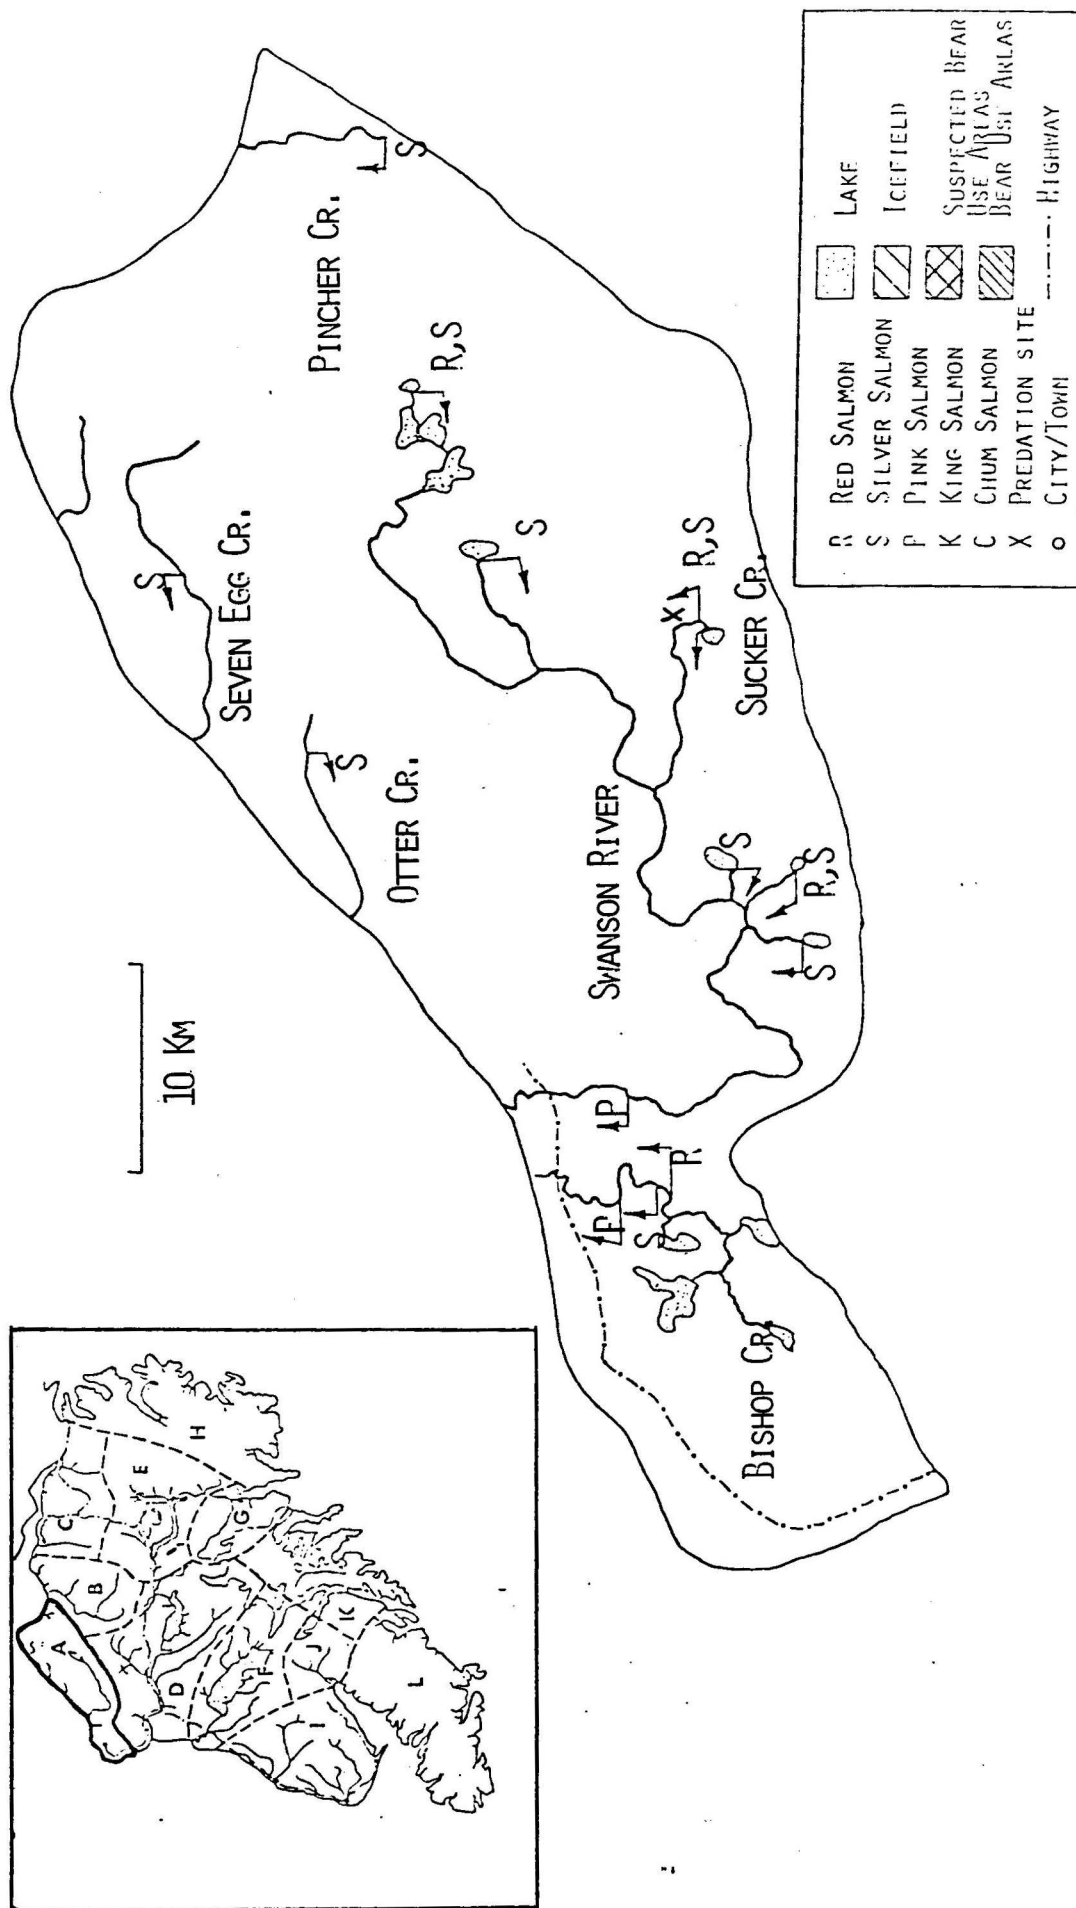 A
B
C
D
E
F
G
H
I
J
K
L
10 KM
PINCHER CR.
S
SEVEN EGG CR.
S
R,S
S
OTTER CR.
S
R,S
X
SUCKER CR.
SWANSON RIVER
S
R,S
S
P
R
P
S
BISHOP CR.
R RED SALMON
S SILVER SALMON
P PINK SALMON
K KING SALMON
C CHUM SALMON
X PREDATION SITE
o CITY/TOWN
LAKE
ICEFIELD
SUSPECTED BEAR
USE AREAS
BEAR USE AREAS
HIGHWAY